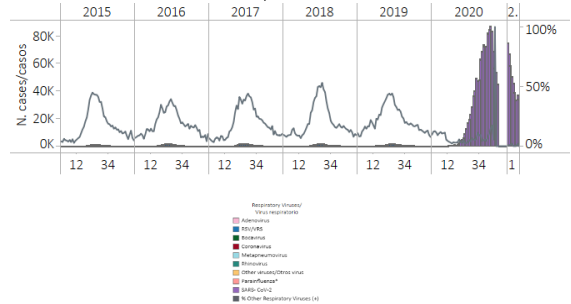 2015 2016 2017 2018 2019 2020 2.
80K 100%
60K
40K 50%
20K
0K 0%
N. cases/casos
12 34 12 34 12 34 12 34 12 34 12 34 1
Respiratory Viruses/
Virus respiratorio
Adenovirus
RSV/VRS
Bocavirus
Coronavirus
Metapneumovirus
Rhinovirus
Other viruses/Otros virus
Parainfluenza*
SARS- CoV-2
% Other Respiratory Viruses (+)